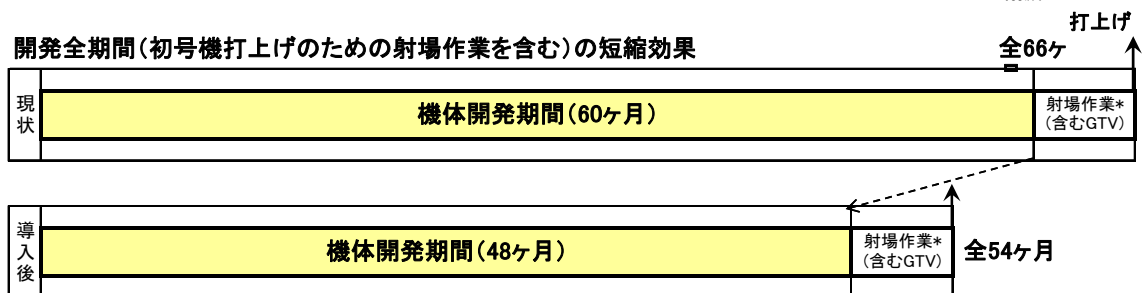 打上げ
開発全期間(初号機打上げのための射場作業を含む)の短縮効果
全66ヶ
現状
機体開発期間(60ヶ月)
射場作業*
(含むGTV)
導入後
機体開発期間(48ヶ月)
射場作業*
(含むGTV)
全54ヶ月